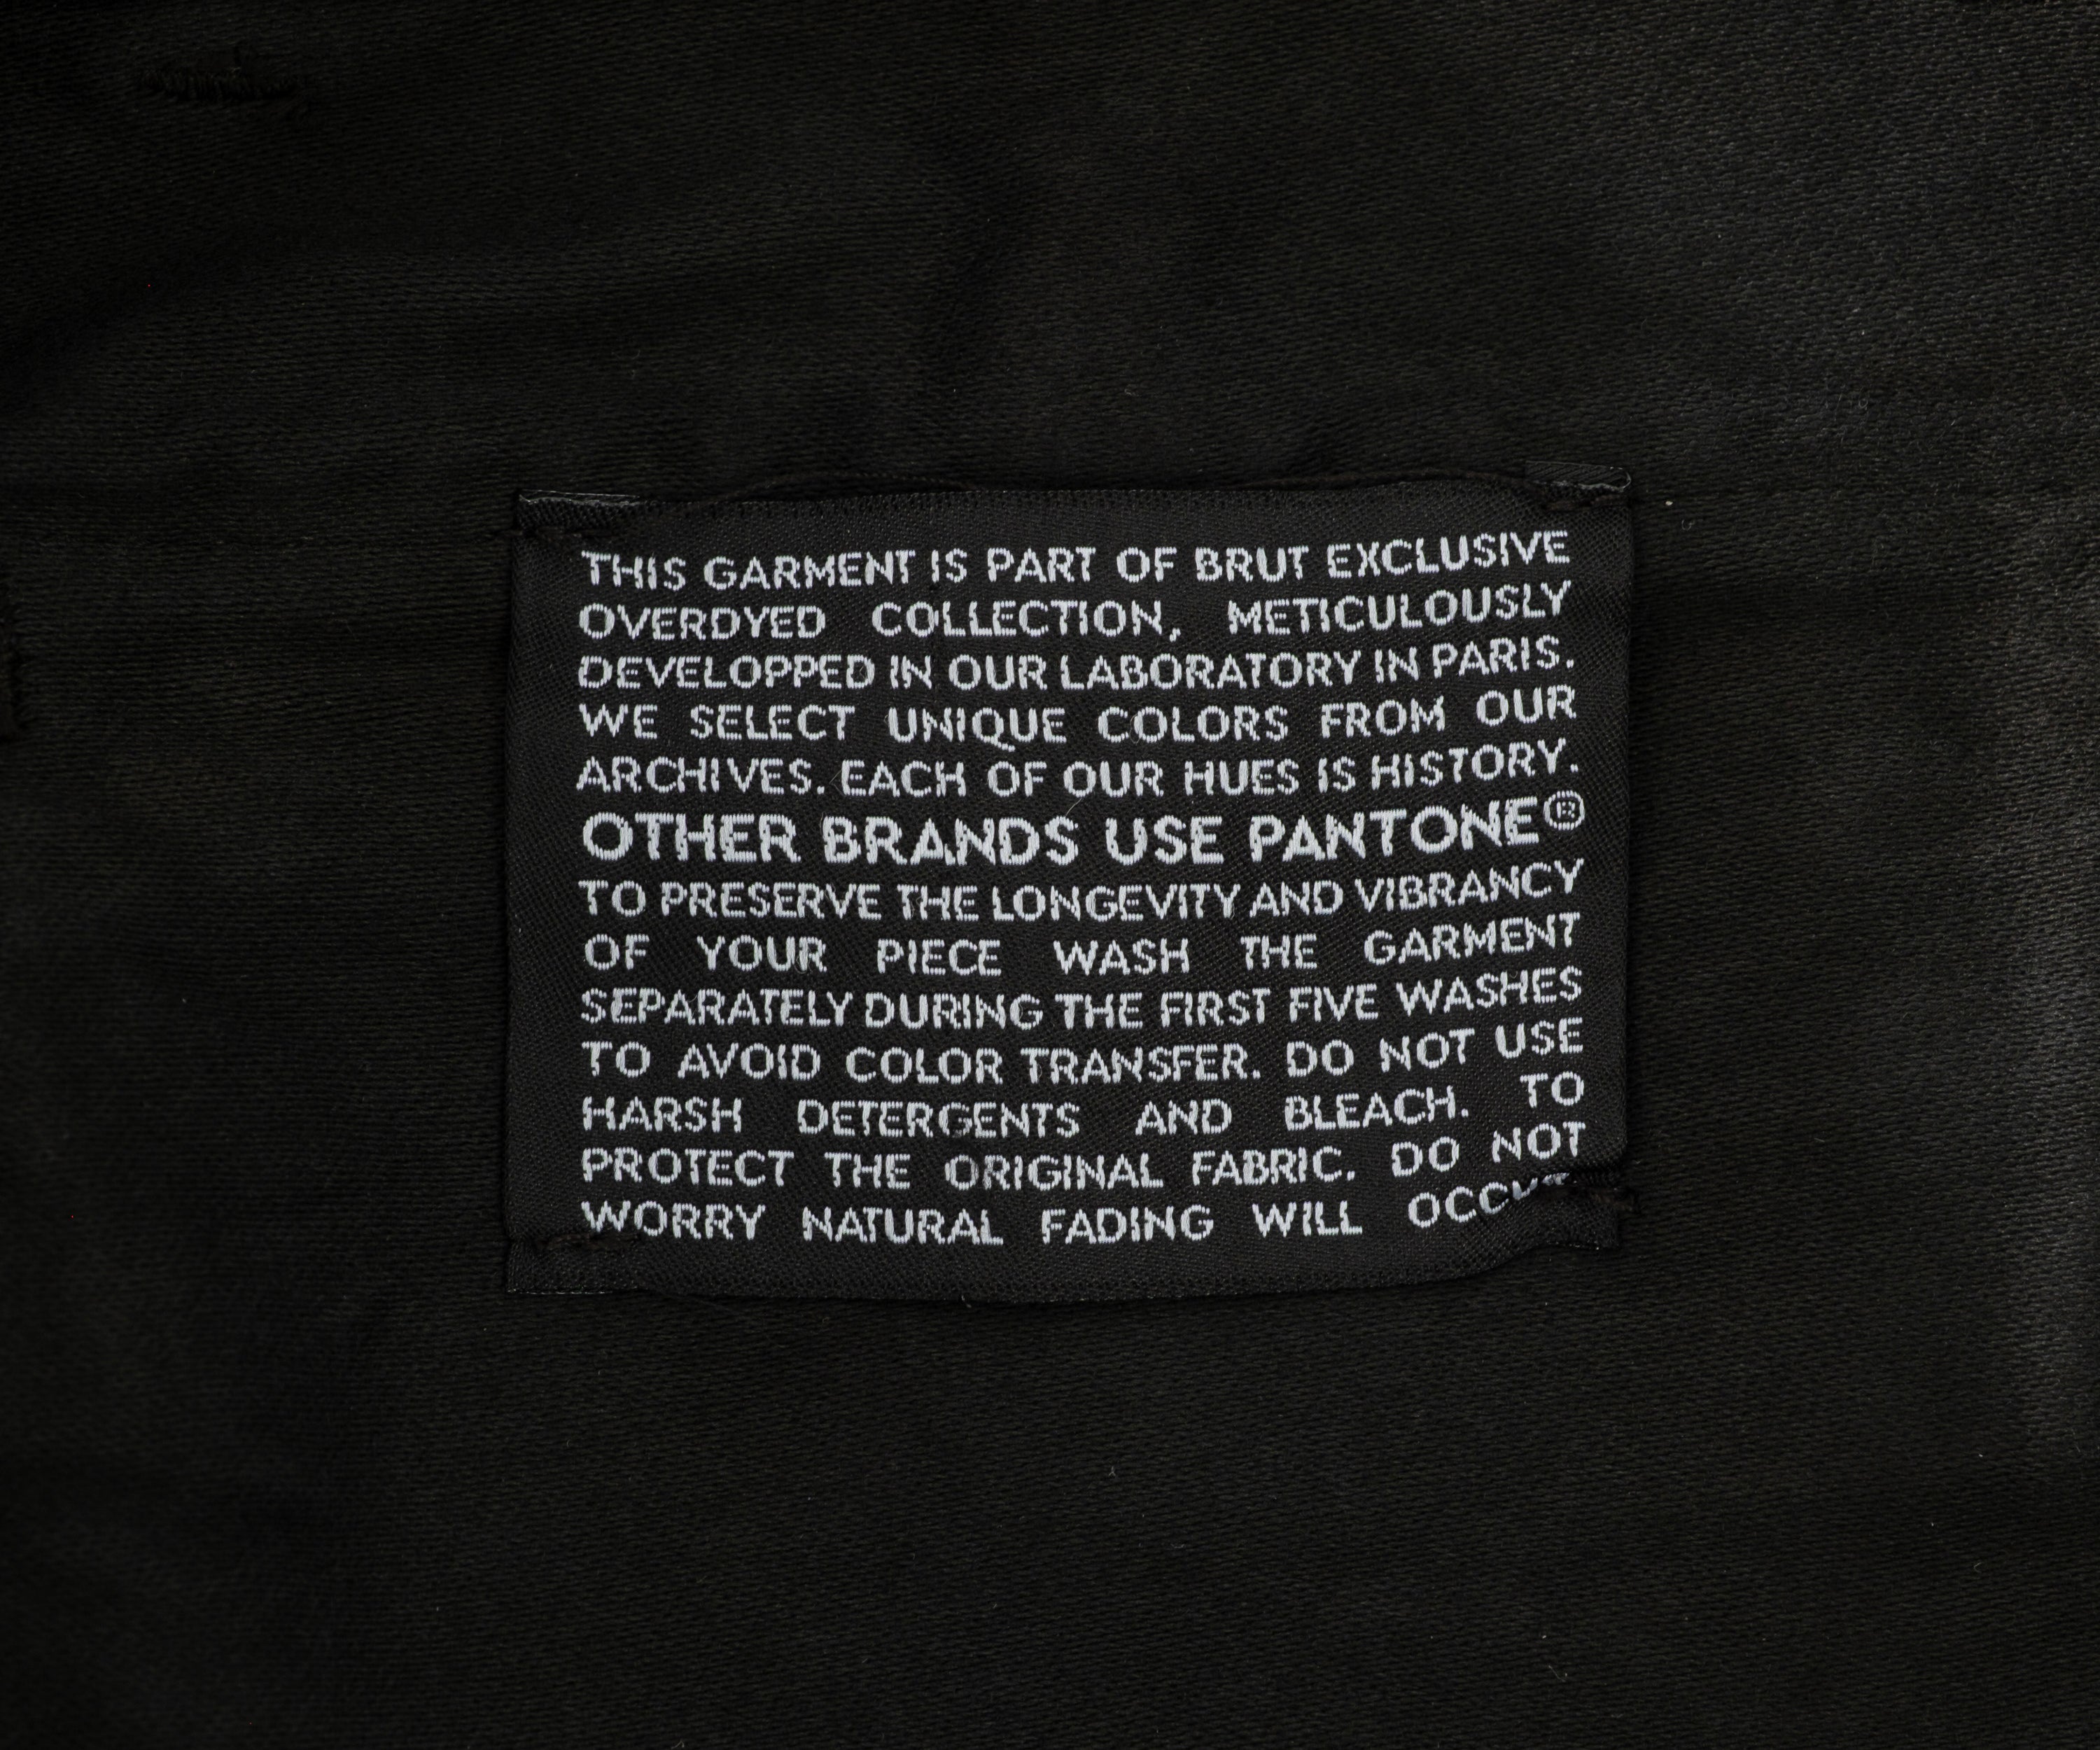 THIS GARMENT IS PART OF BRUT EXCLUSIVE
OVERDYED COLLECTION, METICULOUSLY
DEVELOPPED IN OUR LABORATORY IN PARIS.
WE SELECT UNIQUE COLORS FROM OUR
ARCHIVES. EACH OF OUR HUES IS HISTORY.
OTHER BRANDS USE PANTONE®
TO PRESERVE THE LONGEVITY AND VIBRANCY
OF YOUR PIECE WASH THE GARMENT
SEPARATELY DURING THE FIRST FIVE WASHES
TO AVOID COLOR TRANSFER. DO NOT USE
HARSH DETERGENTS AND BLEACH. TO
PROTECT THE ORIGINAL FABRIC. DO NOT
WORRY NATURAL FADING WILL